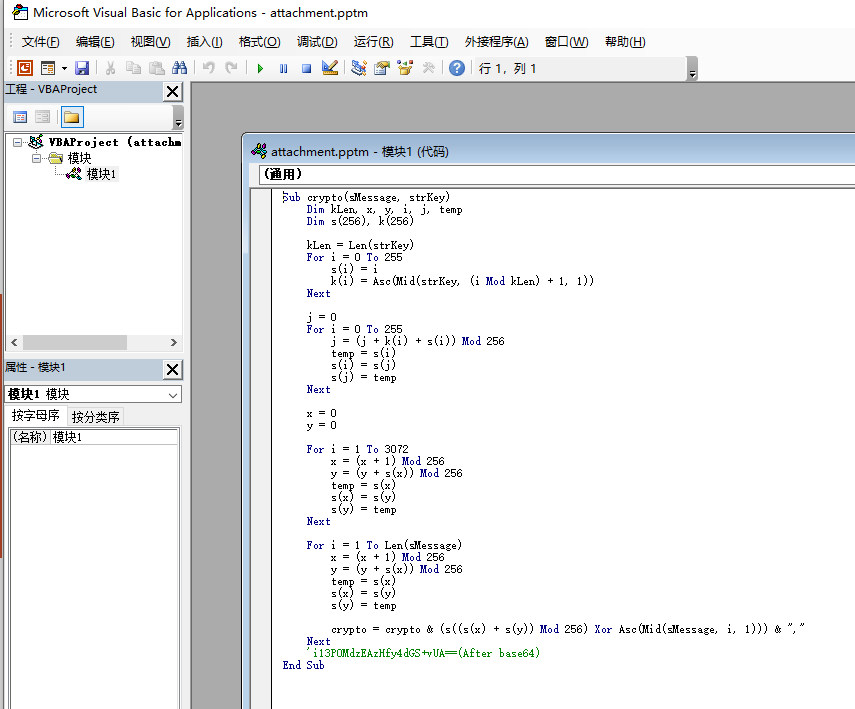 Microsoft Visual Basic for Applications - attachment.pptm
文件(F) 编辑(E) 视图(V) 插入(I) 格式(O) 调试(D) 运行(R) 工具(T) 外接程序(A) 窗口(W) 帮助(H)
行 1, 列 1
工程 - VBAProject
VBAProject (attachm
模块
模块1
属性 - 模块1
模块1 模块
按字母序 按分类序
(名称) 模块1
attachment.pptm - 模块1 (代码)
(通用)
Sub crypto(sMessage, strKey)
    Dim kLen, x, y, i, j, temp
    Dim s(256), k(256)
    kLen = Len(strKey)
    For i = 0 To 255
        s(i) = i
        k(i) = Asc(Mid(strKey, (i Mod kLen) + 1, 1))
    Next
    j = 0
    For i = 0 To 255
        j = (j + k(i) + s(i)) Mod 256
        temp = s(i)
        s(i) = s(j)
        s(j) = temp
    Next
    x = 0
    y = 0
    For i = 1 To 3072
        x = (x + 1) Mod 256
        y = (y + s(x)) Mod 256
        temp = s(x)
        s(x) = s(y)
        s(y) = temp
    Next
    For i = 1 To Len(sMessage)
        x = (x + 1) Mod 256
        y = (y + s(x)) Mod 256
        temp = s(x)
        s(x) = s(y)
        s(y) = temp
        crypto = crypto & (s((s(x) + s(y)) Mod 256) Xor Asc(Mid(sMessage, i, 1))) & ","
    Next
    'i13POMdzEAzHfy4dGS+vUA==(After base64)
End Sub